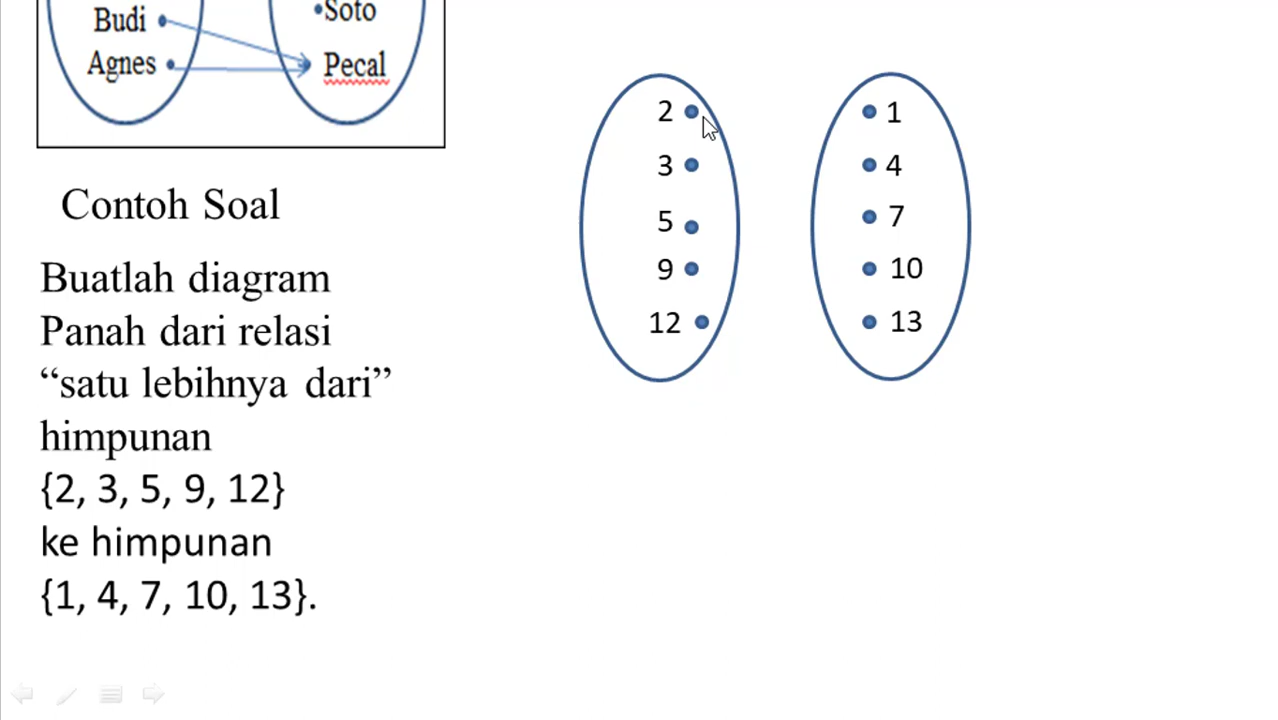 Budi
Soto
Agnes
Pecal
2
3
5
9
12
1
4
7
10
13
Contoh Soal
Buatlah diagram
Panah dari relasi
“satu lebihnya dari”
himpunan
{2, 3, 5, 9, 12}
ke himpunan
{1, 4, 7, 10, 13}.